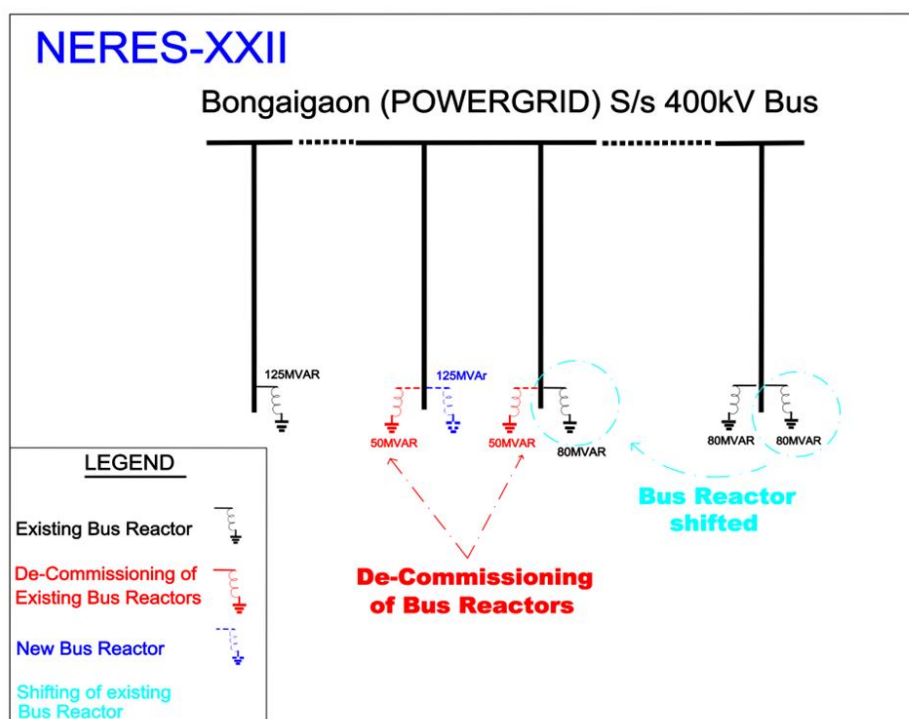 NERES-XXII
Bongaigaon (POWERGRID) S/s 400kV Bus
125MVAR
125MVAr
50MVAR
50MVAR
80MVAR
80MVAR
80MVAR
Bus Reactor
shifted
De-Commissioning
of Bus Reactors
LEGEND
Existing Bus Reactor
De-Commissioning of
Existing Bus Reactors
New Bus Reactor
Shifting of existing
Bus Reactor